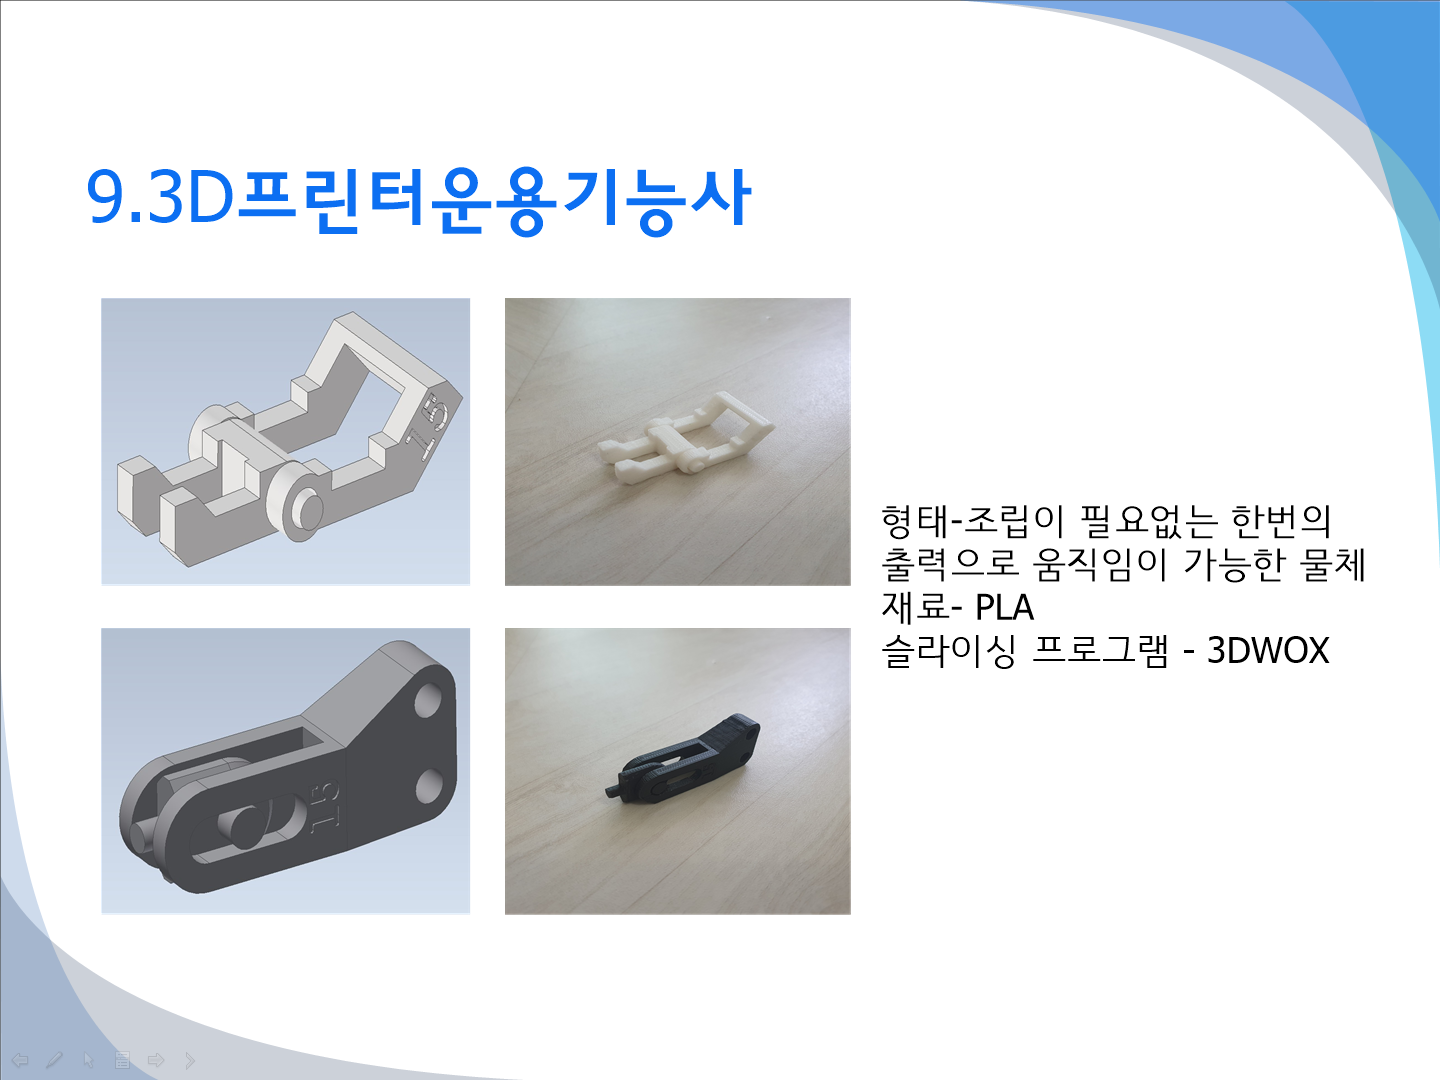 9.3D프린터운용기능사
15
15
형태-조립이 필요없는 한번의
출력으로 움직임이 가능한 물체
재료- PLA
슬라이싱 프로그램 - 3DWOX